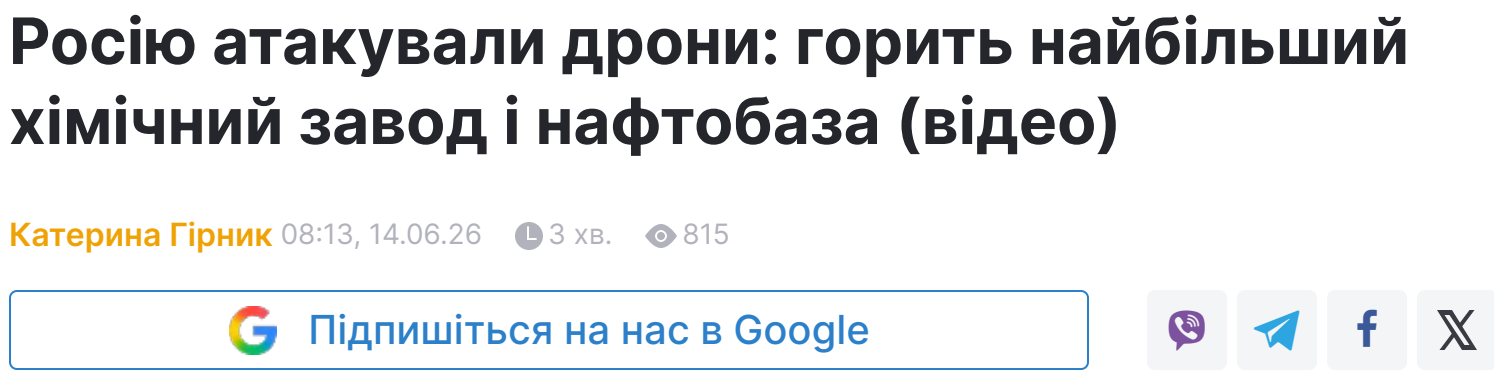 Росію атакували дрони: горить найбільший
хімічний завод і нафтобаза (відео)
Катерина Гірник 08:13, 14.06.26 3 хв. 815
Підпишіться на нас в Google